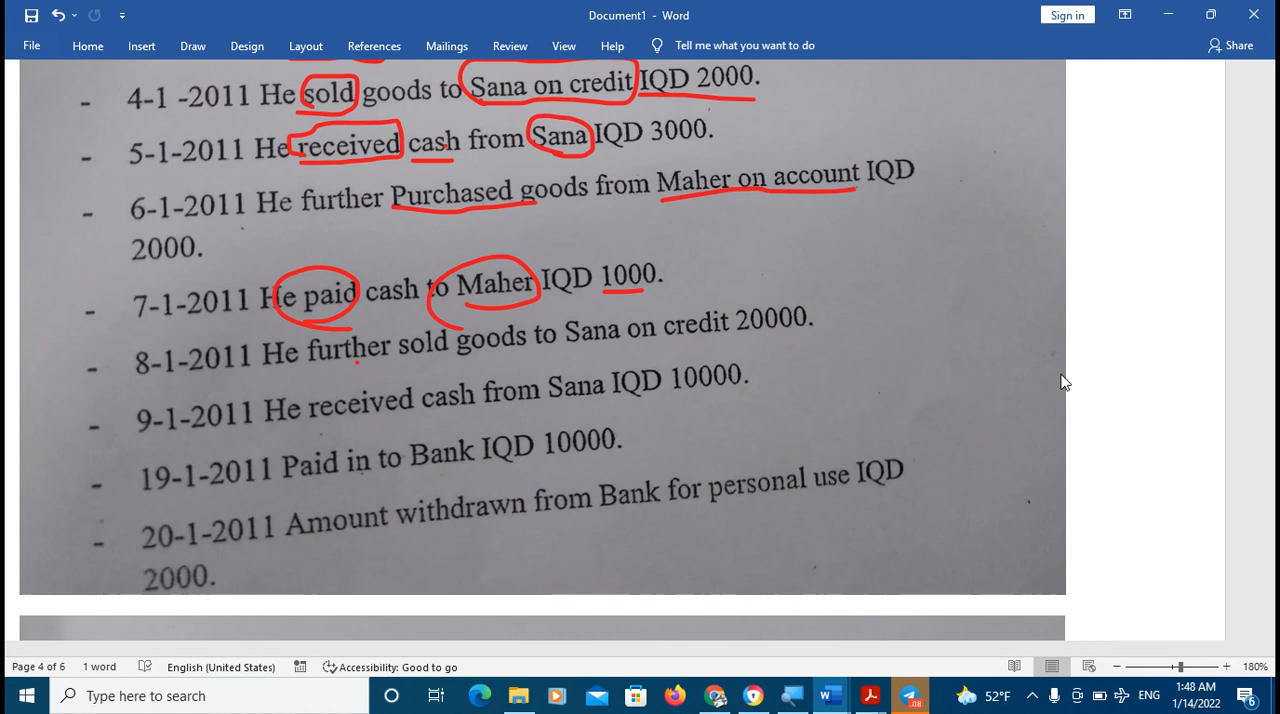 Document1 - Word
Sign in
File Home Insert Draw Design Layout References Mailings Review View Help Tell me what you want to do Share
- 4-1 -2011 He sold goods to Sana on credit IQD 2000.
- 5-1-2011 He received cash from Sana IQD 3000.
- 6-1-2011 He further Purchased goods from Maher on account IQD
2000.
- 7-1-2011 He paid cash to Maher IQD 1000.
- 8-1-2011 He further sold goods to Sana on credit 20000.
- 9-1-2011 He received cash from Sana IQD 10000.
- 19-1-2011 Paid in to Bank IQD 10000.
- 20-1-2011 Amount withdrawn from Bank for personal use IQD
2000.
Page 4 of 6 1 word English (United States) Accessibility: Good to go 180%
Type here to search
.08
52°F
ENG
1:48 AM
1/14/2022
6